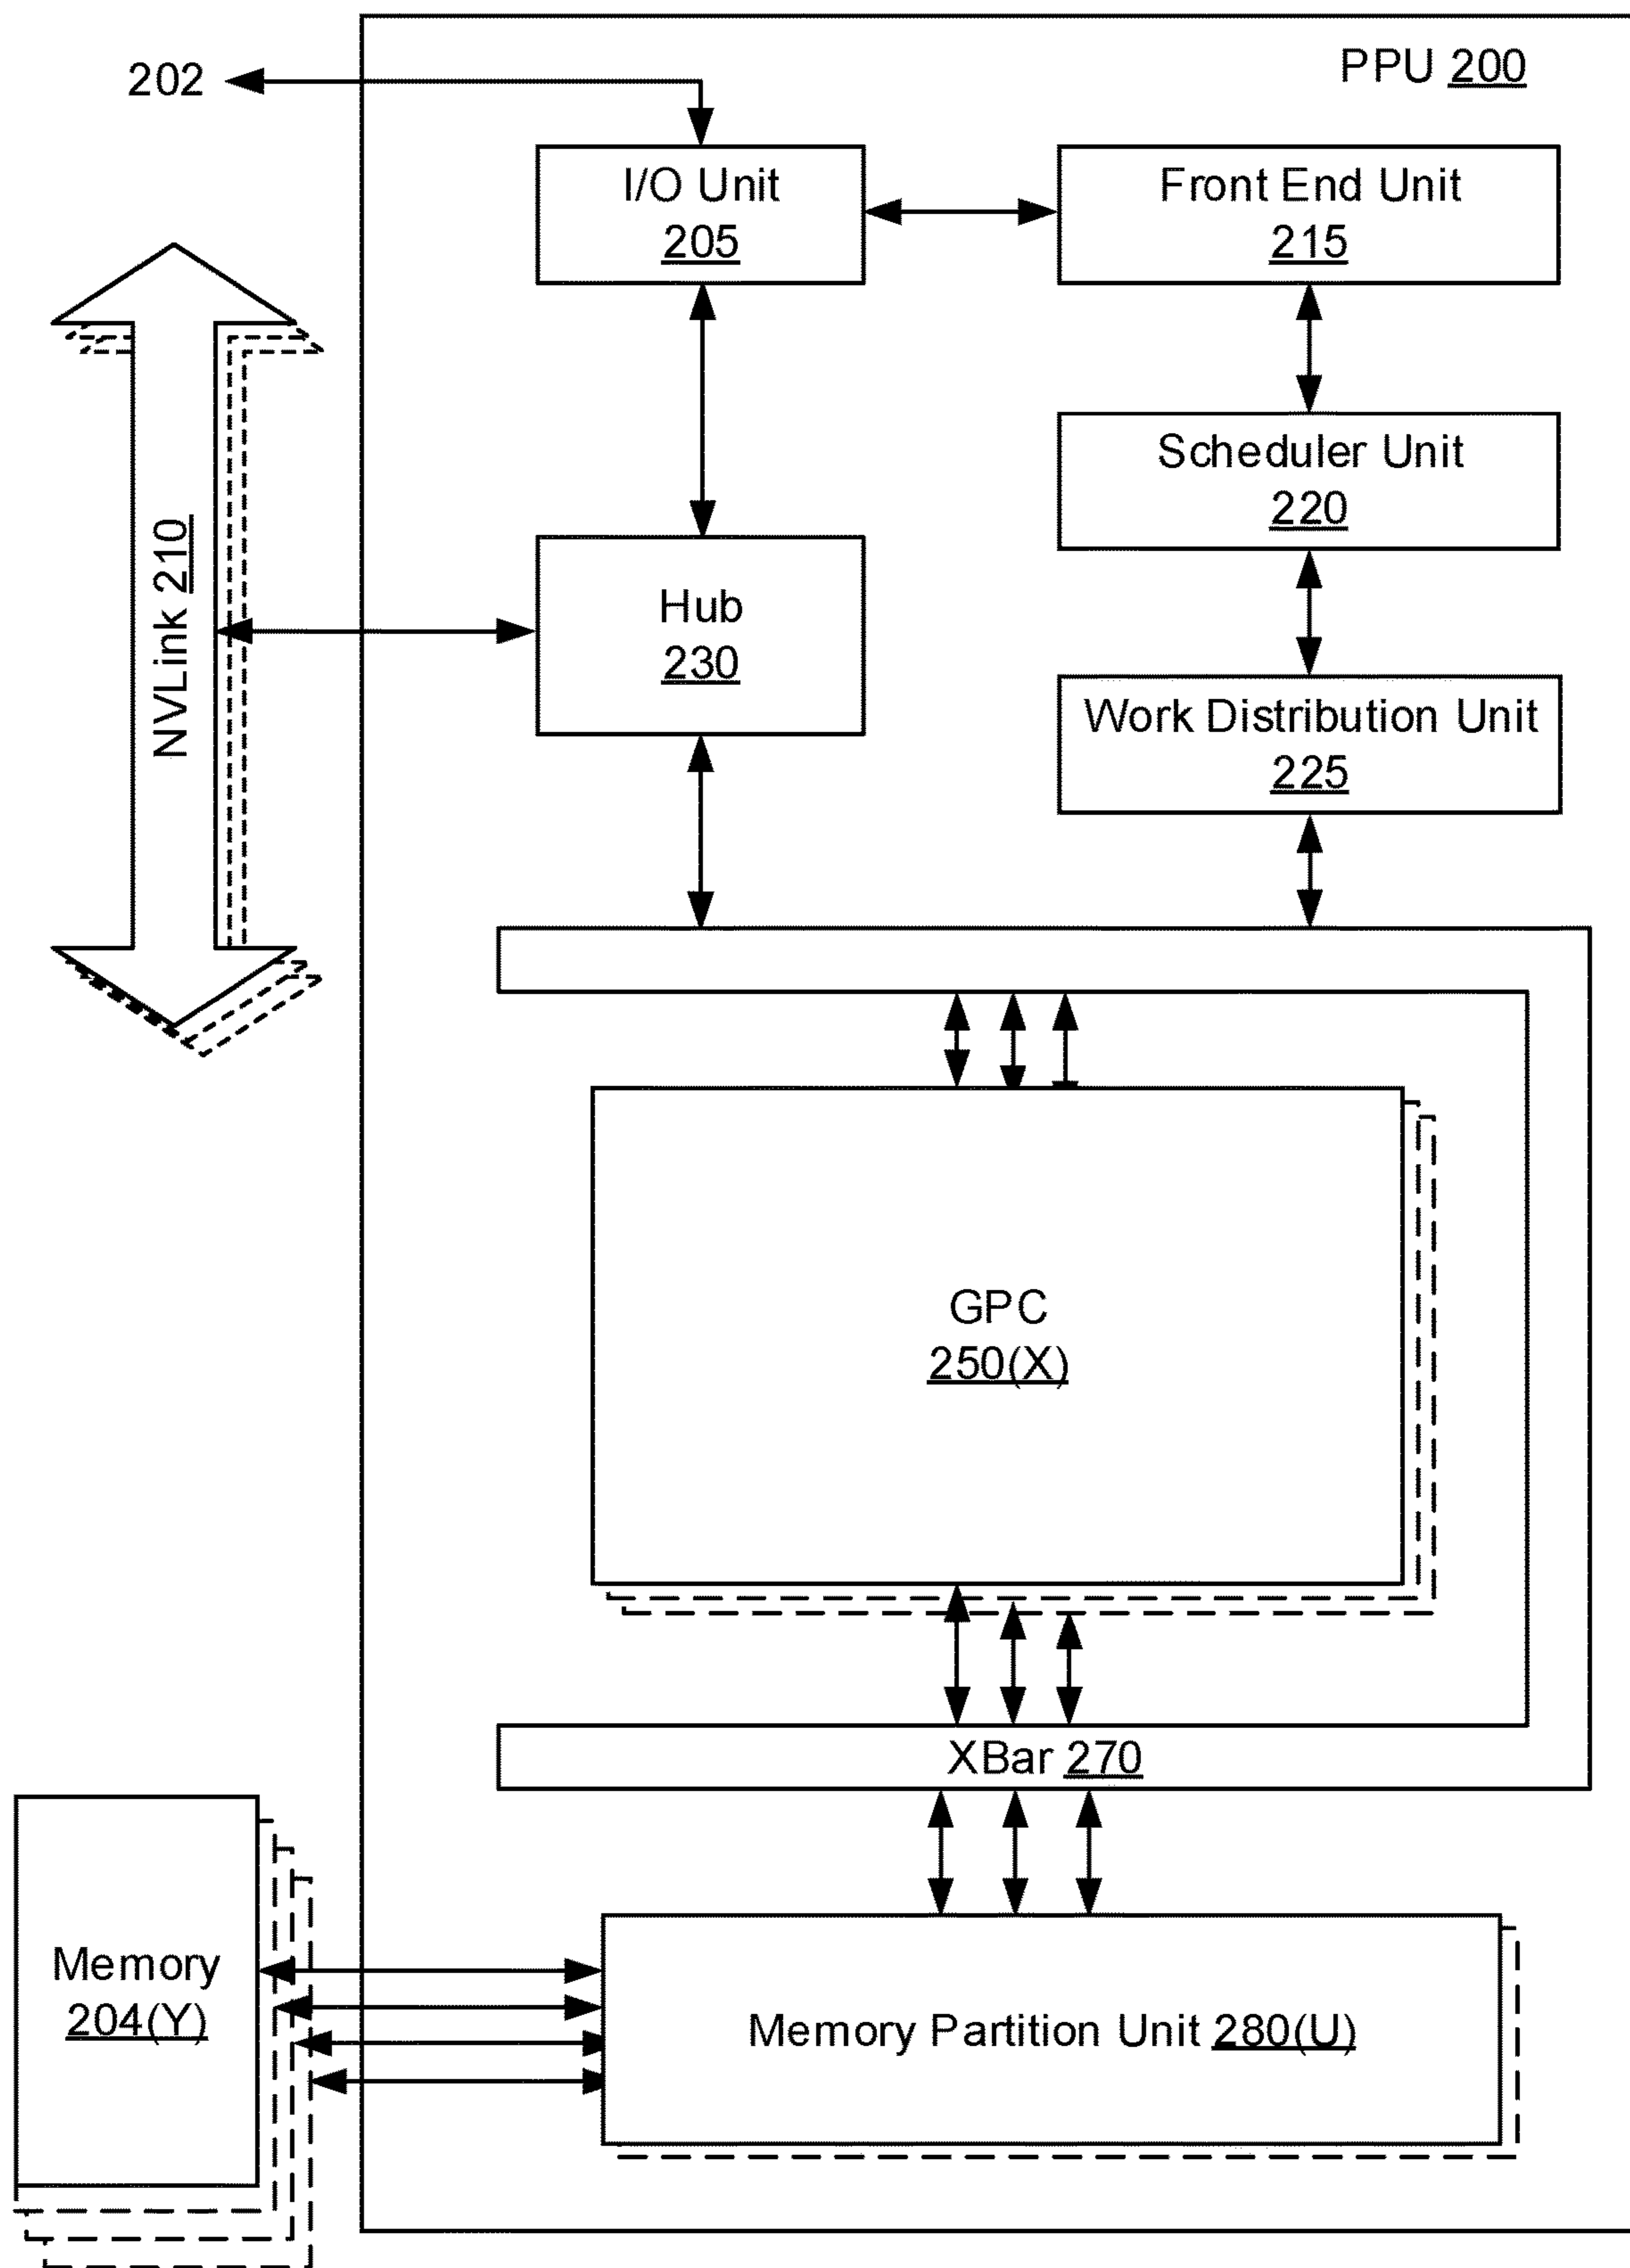 PPU 200
202
I/O Unit
205
Front End Unit
215
Scheduler Unit
220
NVLink 210
Hub
230
Work Distribution Unit
225
GPC
250(X)
XBar 270
Memory
204(Y)
Memory Partition Unit 280(U)